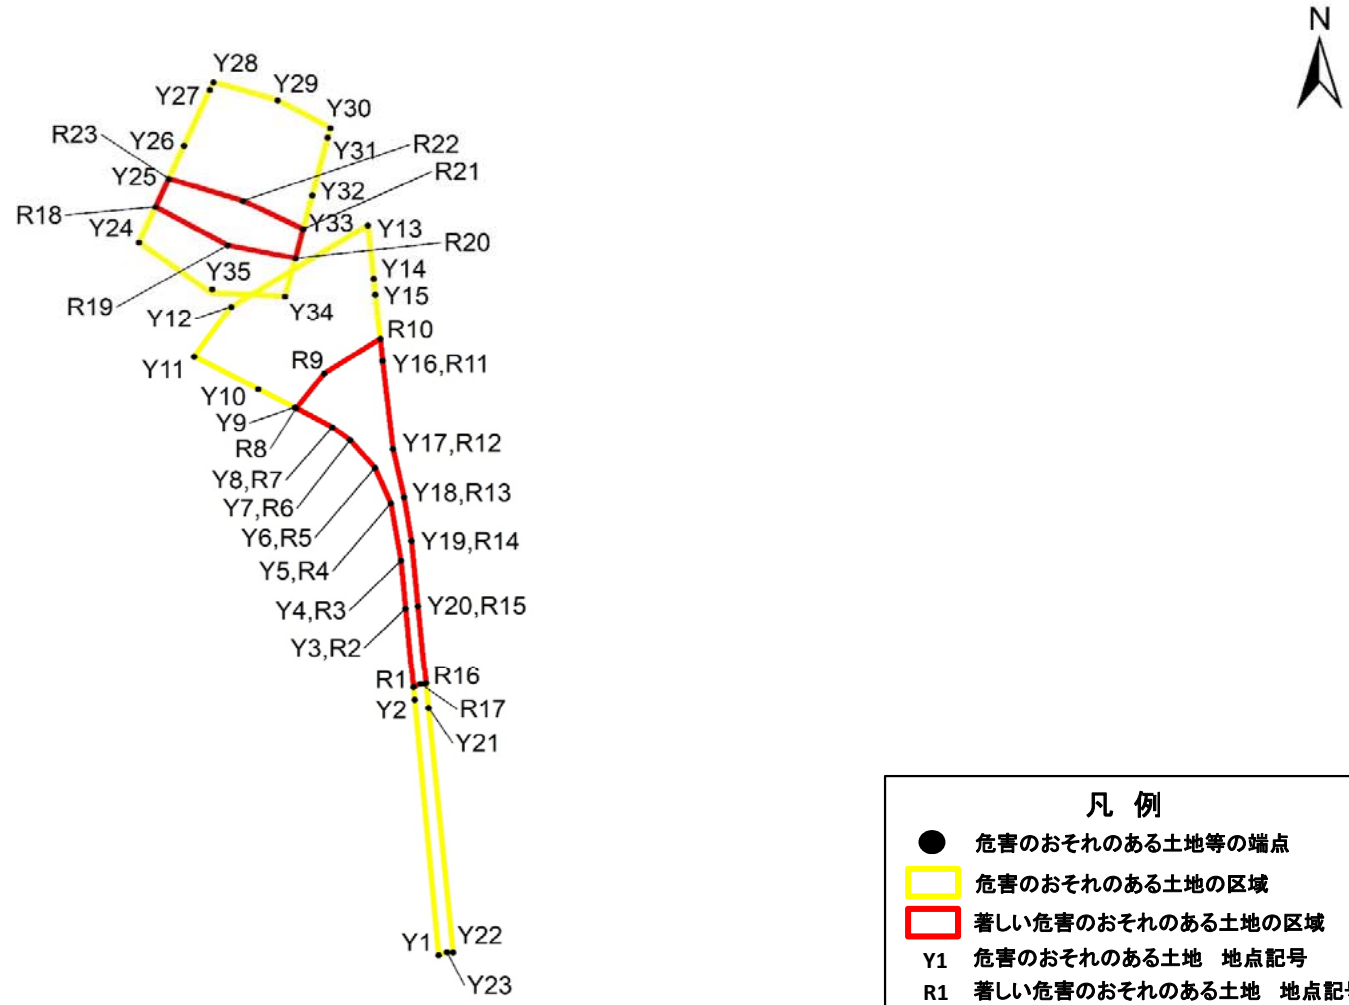 N
Y28
Y29
Y27
Y30
R23
Y26
Y31
R22
R21
Y25
Y32
R18
Y33
Y13
Y24
R20
Y35
Y14
Y15
R19
Y12
Y34
R10
R9
Y16,R11
Y11
Y10
Y9
R8
Y17,R12
Y8,R7
Y18,R13
Y7,R6
Y6,R5
Y19,R14
Y5,R4
Y4,R3
Y20,R15
Y3,R2
R1
R16
Y2
R17
Y21
Y1
Y22
Y23
凡 例
危害のおそれのある土地等の端点
危害のおそれのある土地の区域
著しい危害のおそれのある土地の区域
Y1 危害のおそれのある土地 地点記号
R1 著しい危害のおそれのある土地 地点記号